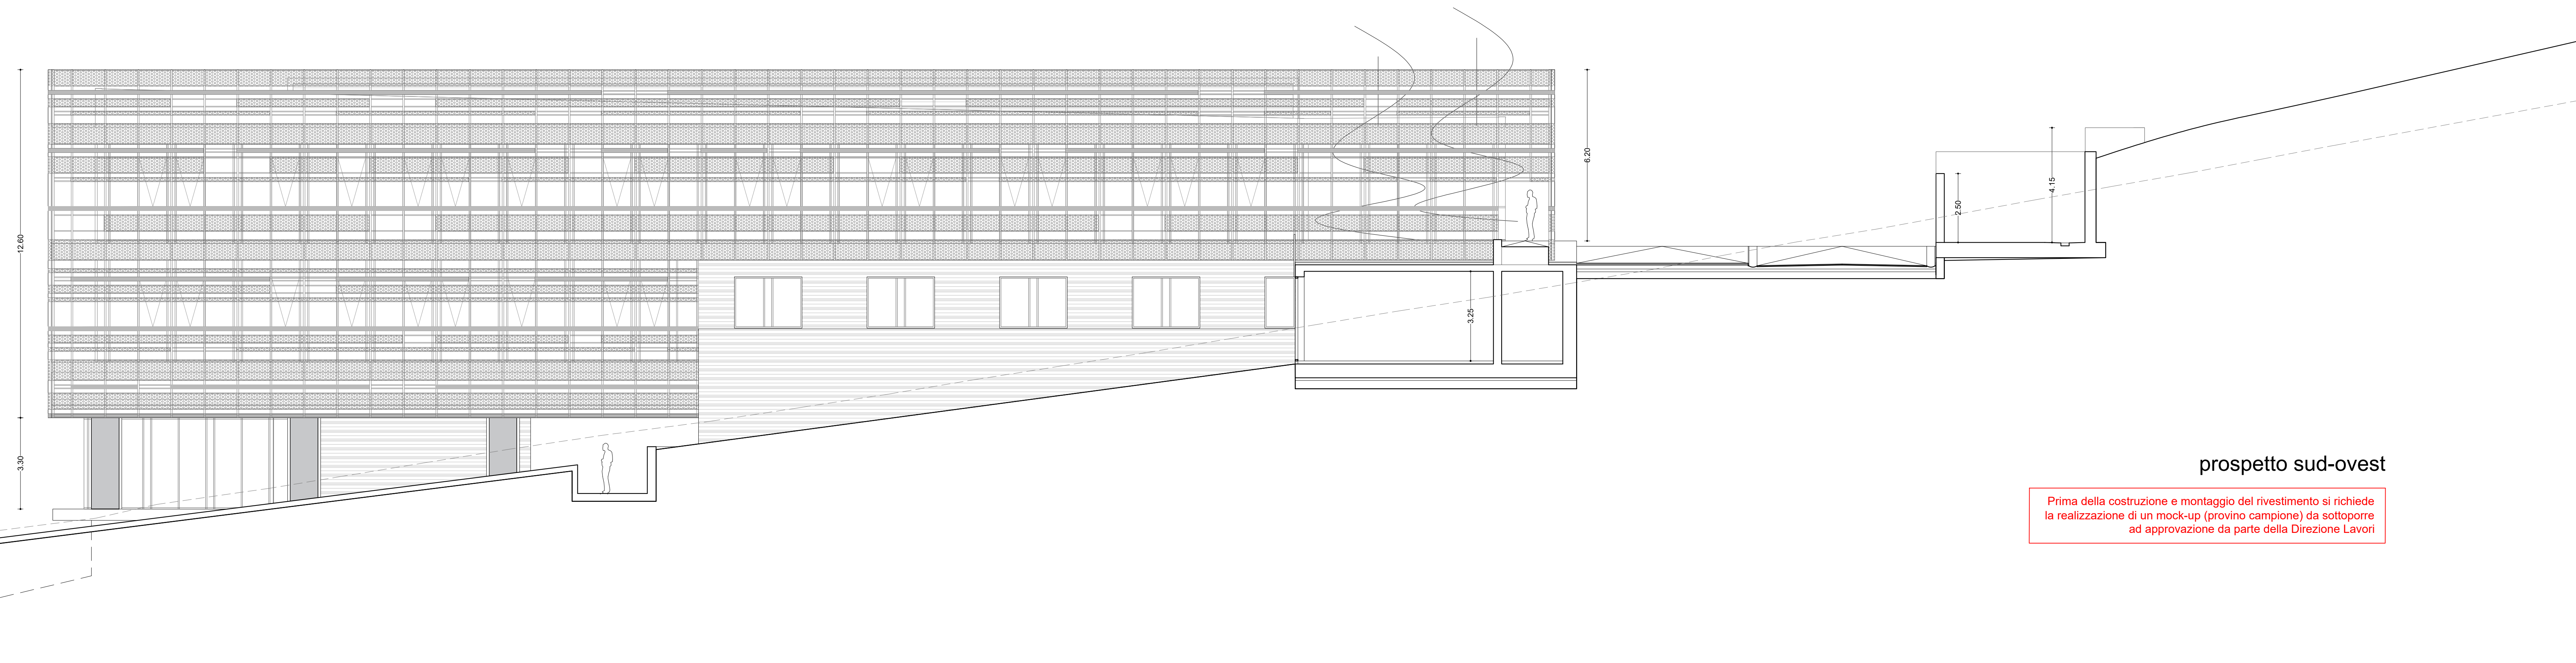 12.60
3.30
6.20
3.25
2.50
4.15
prospetto sud-ovest
Prima della costruzione e montaggio del rivestimento si richiede
la realizzazione di un mock-up (provino campione) da sottoporre
ad approvazione da parte della Direzione Lavori